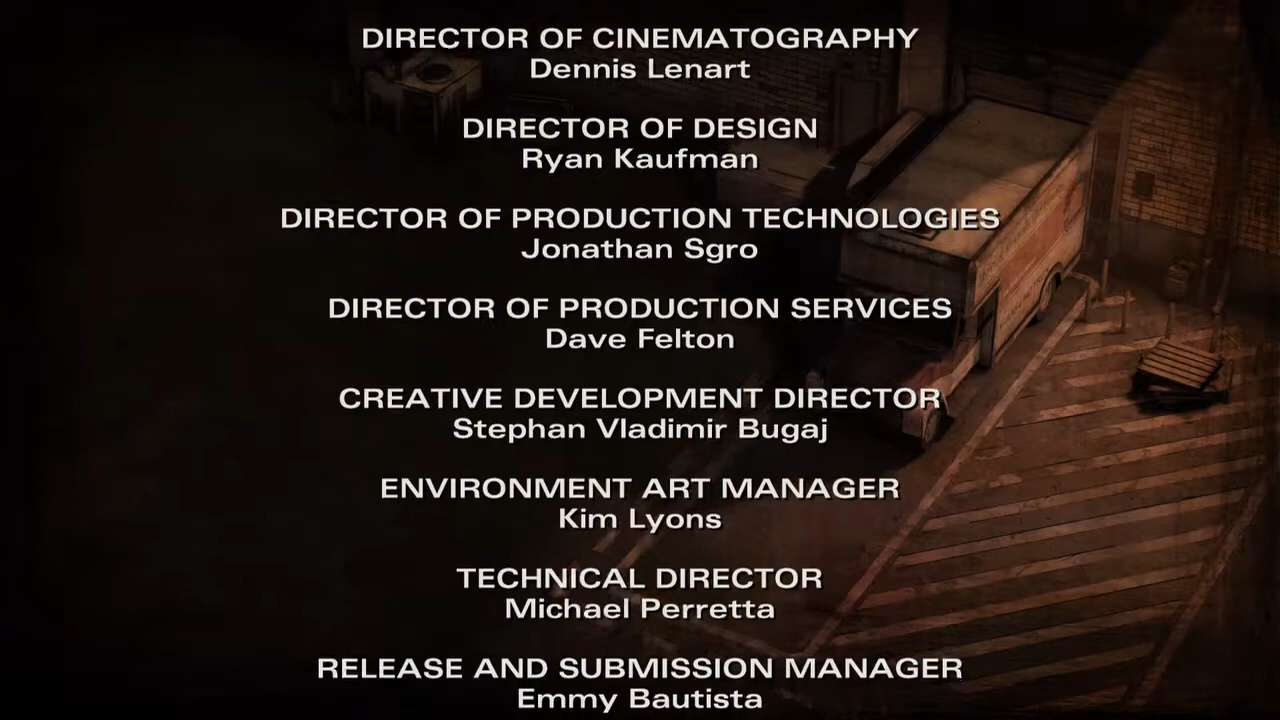 DIRECTOR OF CINEMATOGRAPHY
Dennis Lenart
DIRECTOR OF DESIGN
Ryan Kaufman
DIRECTOR OF PRODUCTION TECHNOLOGIES
Jonathan Sgro
DIRECTOR OF PRODUCTION SERVICES
Dave Felton
CREATIVE DEVELOPMENT DIRECTOR
Stephan Vladimir Bugaj
ENVIRONMENT ART MANAGER
Kim Lyons
TECHNICAL DIRECTOR
Michael Perretta
RELEASE AND SUBMISSION MANAGER
Emmy Bautista